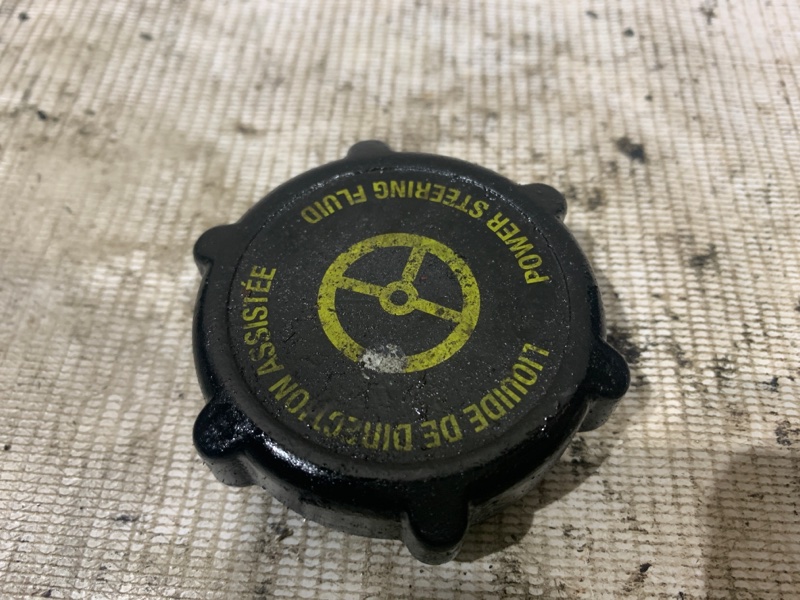 POWER STEERING FLUID
LIQUIDE DE DIRECTION ASSISTÉE